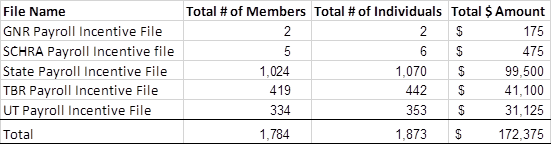 File Name Total # of Members Total # of Individuals Total $ Amount
GNR Payroll Incentive File 2 2 $ 175
SCHRA Payroll Incentive file 5 6 $ 475
State Payroll Incentive File 1,024 1,070 $ 99,500
TBR Payroll Incentive File 419 442 $ 41,100
UT Payroll Incentive File 334 353 $ 31,125
Total 1,784 1,873 $ 172,375